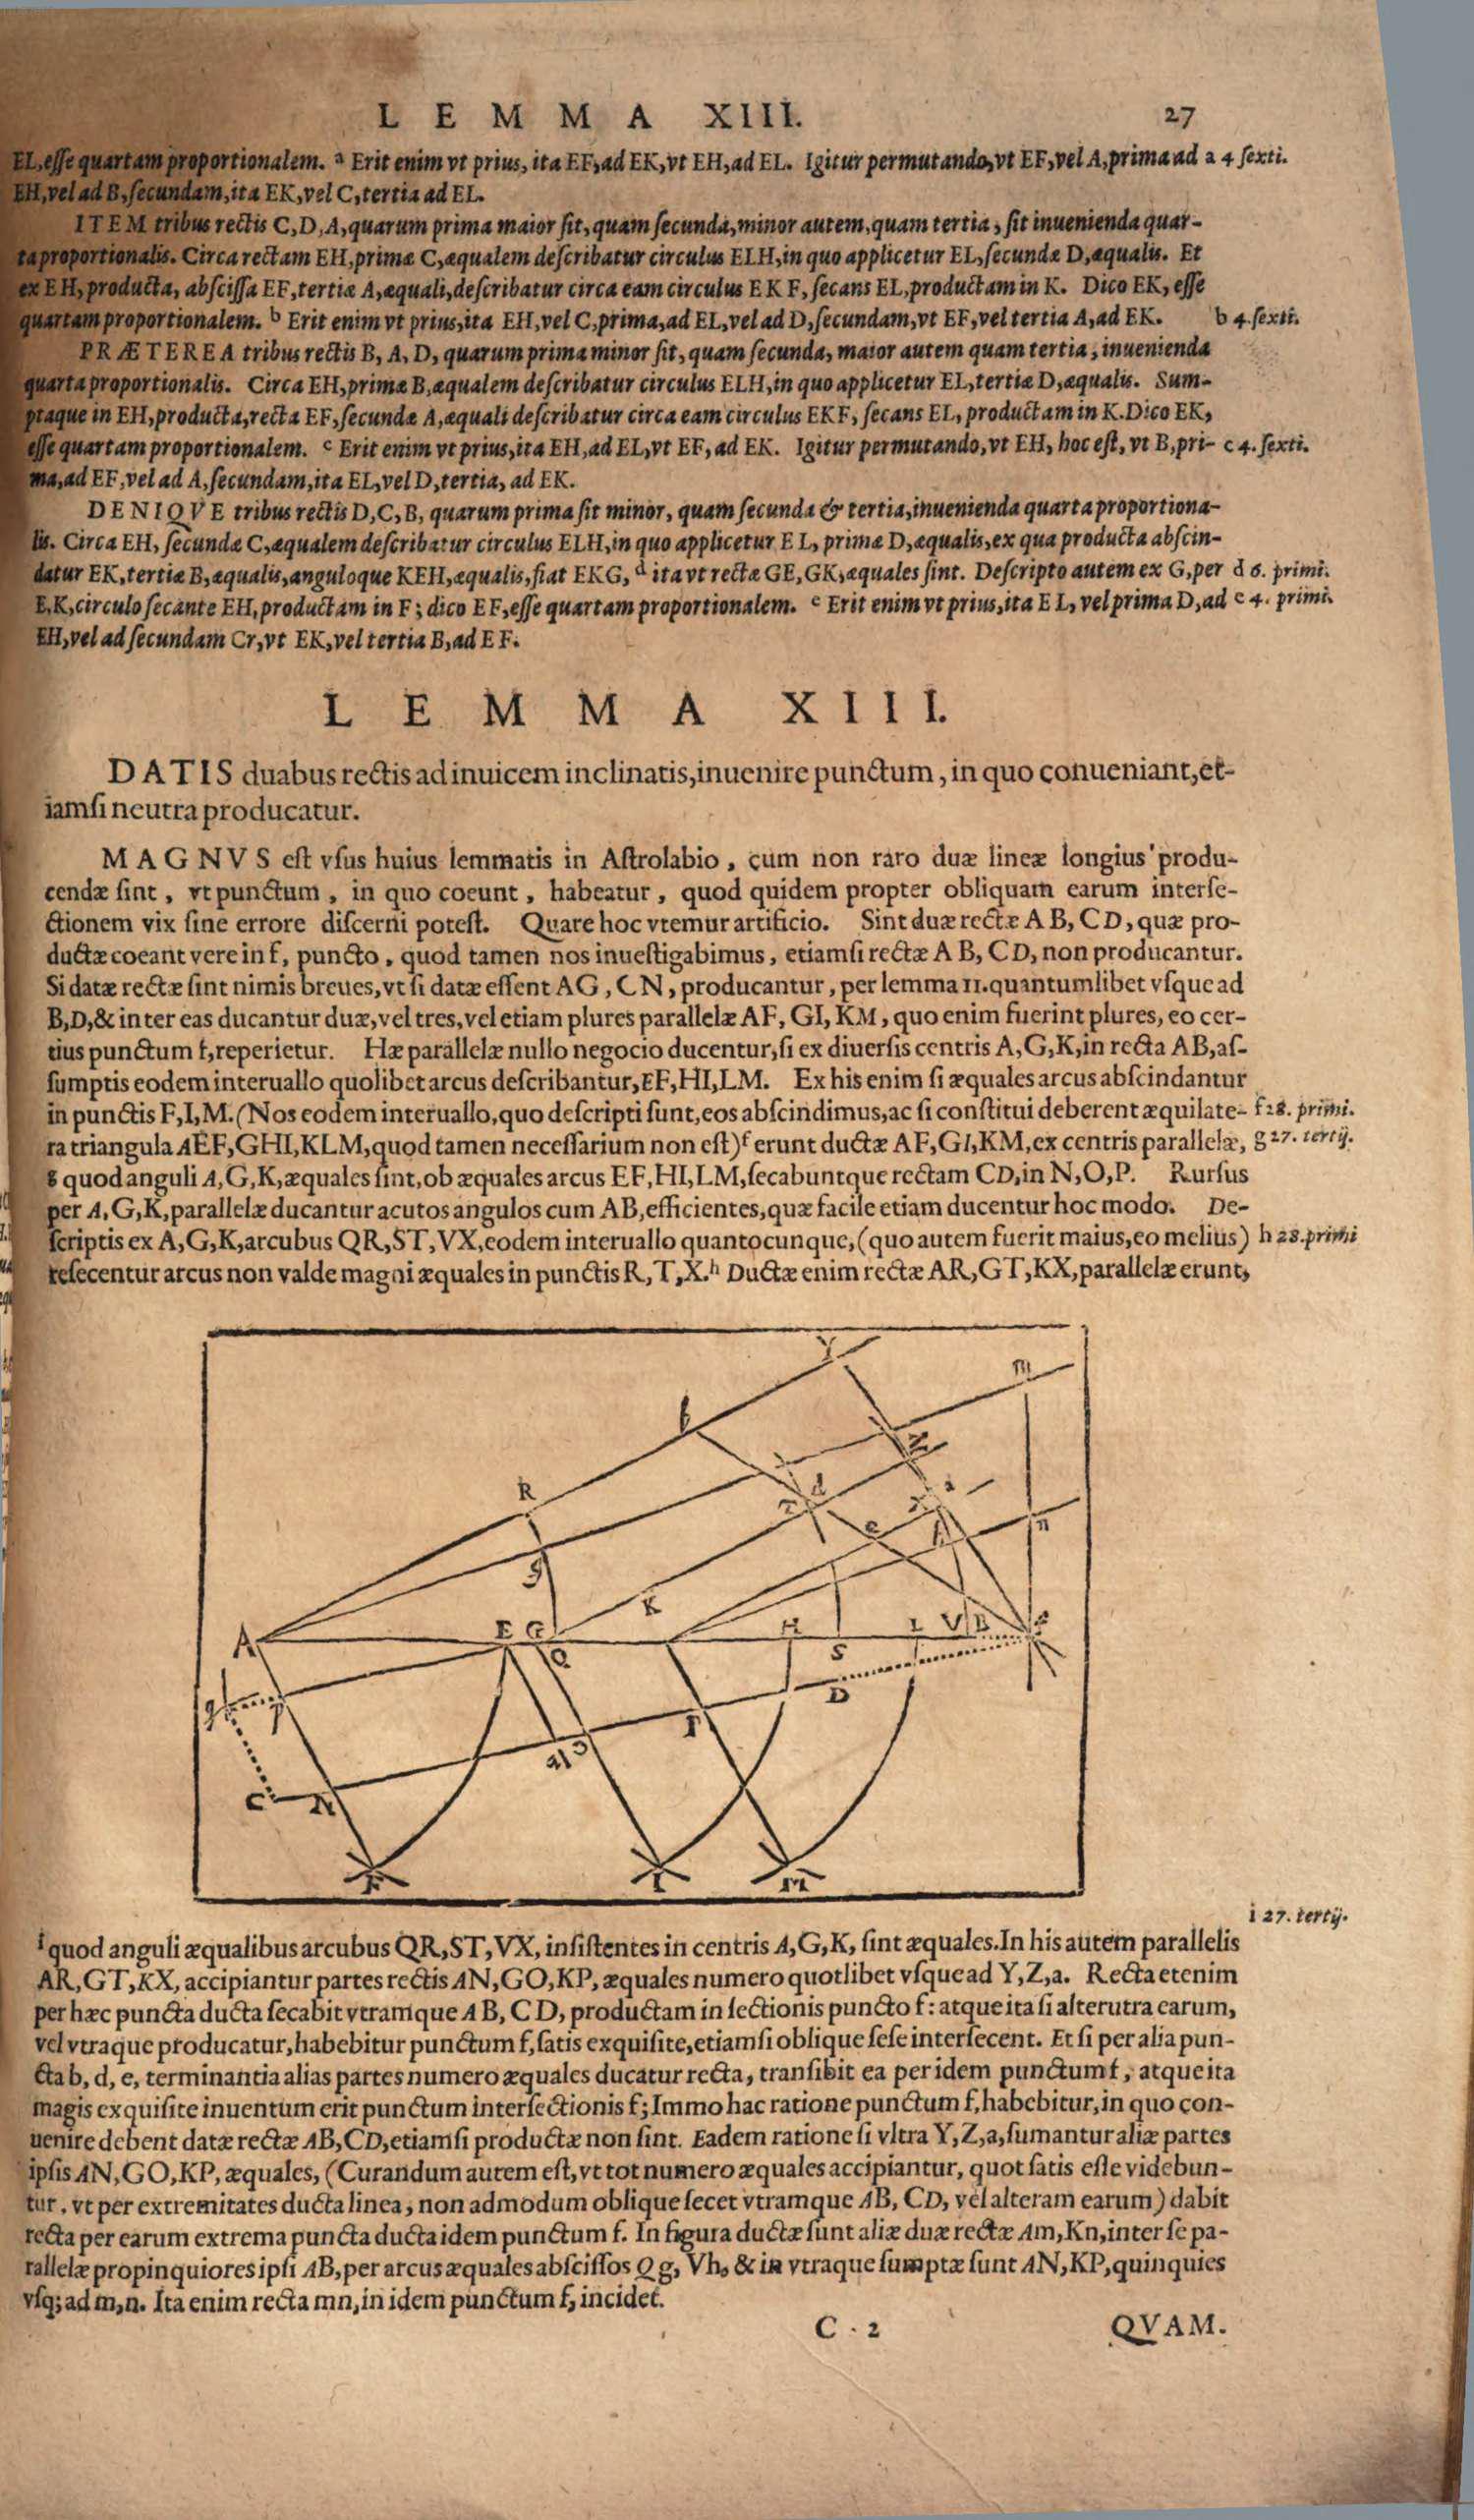 LEMMA XIII. 27
EL, eſſe quartam proportionalem. a Erit enim vt prius, ita EF, ad EK, vt EH, ad EL. Igitur permutando, vt EF, vel A, prima ad a 4 ſexti.
EH, vel ad B, ſecundam, ita EK, vel C, tertia ad EL.
ITEM tribus rectis C, D, A, quarum prima maior ſit, quam ſecunda, minor autem, quam tertia, ſit inuenienda quar-
ta proportionalis. Circa rectam EH, primæ C, æqualem deſcribatur circulus ELH, in quo applicetur EL, ſecundæ D, æqualis. Et
ex EH, producta, abſciſſa EF, tertiæ A, æquali, deſcribatur circa eam circulus EKF, ſecans EL, productam in K. Dico EK, eſſe
quartam proportionalem. b Erit enim vt prius, ita EH, vel C, prima, ad EL, vel ad D, ſecundam, vt EF, vel tertia A, ad EK. b 4. ſexti.
PRÆTEREA tribus rectis B, A, D, quarum prima minor ſit, quam ſecunda, maior autem quam tertia, inuenienda
quarta proportionalis. Circa EH, primæ B, æqualem deſcribatur circulus ELH, in quo applicetur EL, tertiæ D, æqualis. Sum-
ptaque in EH, producta, recta EF, ſecundæ A, æquali deſcribatur circa eam circulus EKF, ſecans EL, productam in K. Dico EK,
eſſe quartam proportionalem. c Erit enim vt prius, ita EH, ad EL, vt EF, ad EK. Igitur permutando, vt EH, hoc eſt, vt B, pri- c 4. ſexti.
ma, ad EF, vel ad A, ſecundam, ita EL, vel D, tertia, ad EK.
DENIQVE tribus rectis D, C, B, quarum prima ſit minor, quam ſecunda & tertia, inuenienda quarta proportiona-
lis. Circa EH, ſecundæ C, æqualem deſcribatur circulus ELH, in quo applicetur EL, primæ D, æqualis, ex qua producta abſcin-
datur EK, tertiæ B, æqualis, anguloque KEH, æqualis, fiat EKG, d ita vt rectæ GE, GK, æquales ſint. Deſcripto autem ex G, per d 6. primi.
E, K, circulo ſecante EH, productam in F; dico EF, eſſe quartam proportionalem. e Erit enim vt prius, ita EL, vel prima D, ad e 4. primi.
EH, vel ad ſecundam Cr, vt EK, vel tertia B, ad EF.
LEMMA XIII.
DATIS duabus rectis ad inuicem inclinatis, inuenire punctum, in quo conueniant, et-
iamſi neutra producatur.
MAGNVS eſt vſus huius lemmatis in Aſtrolabio, cum non raro duæ lineæ longius produ-
cendæ ſint, vt punctum, in quo coeunt, habeatur, quod quidem propter obliquam earum interſe-
ctionem vix ſine errore diſcerni poteſt. Quare hoc vtemur artificio. Sint duæ rectæ AB, CD, quæ pro-
ductæ coeant vere in f, puncto, quod tamen nos inueſtigabimus, etiamſi rectæ AB, CD, non producantur.
Si datæ rectæ ſint nimis breues, vt ſi datæ eſſent AG, CN, producantur, per lemma 11. quantumlibet vſque ad
B, D, & inter eas ducantur duæ, vel tres, vel etiam plures parallelæ AF, GI, KM, quo enim fuerint plures, eo cer-
tius punctum f, reperietur. Hæ parallelæ nullo negocio ducentur, ſi ex diuerſis centris A, G, K, in recta AB, aſ-
ſumptis eodem interuallo quolibet arcus deſcribantur, EF, HI, LM. Ex his enim ſi æquales arcus abſcindantur
in punctis F, I, M. (Nos eodem interuallo, quo deſcripti ſunt, eos abſcindimus, ac ſi conſtitui deberent æquilate- f 28. primi.
ra triangula AEF, GHI, KLM, quod tamen neceſſarium non eſt) f erunt ductæ AF, GI, KM, ex centris parallelæ, g 27. tertij.
g quod anguli A, G, K, æquales ſint, ob æquales arcus EF, HI, LM, ſecabuntque rectam CD, in N, O, P. Rurſus
per A, G, K, parallelæ ducantur acutos angulos cum AB, efficientes, quæ facile etiam ducentur hoc modo. De-
ſcriptis ex A, G, K, arcubus QR, ST, VX, eodem interuallo quantocunque, (quo autem fuerit maius, eo melius) h 28. primi
reſecentur arcus non valde magni æquales in punctis R, T, X. h Ductæ enim rectæ AR, GT, KX, parallelæ erunt,
Y
m
b
R
Z
d
T
a
X
e
h
n
g
K
A
E G
H
L V B
f
Q
S
D
P
C N
O
F
I
M
i 27. tertij.
i quod anguli æqualibus arcubus QR, ST, VX, inſiſtentes in centris A, G, K, ſint æquales. In his autem parallelis
AR, GT, KX, accipiantur partes rectis AN, GO, KP, æquales numero quotlibet vſque ad Y, Z, a. Recta etenim
per hæc puncta ducta ſecabit vtramque AB, CD, productam in ſectionis puncto f: atque ita ſi alterutra earum,
vel vtraque producatur, habebitur punctum f, ſatis exquiſite, etiamſi oblique ſeſe interſecent. Et ſi per alia pun-
cta b, d, e, terminantia alias partes numero æquales ducatur recta, tranſibit ea per idem punctum f, atque ita
magis exquiſite inuentum erit punctum interſectionis f; Immo hac ratione punctum f, habebitur, in quo con-
uenire debent datæ rectæ AB, CD, etiamſi productæ non ſint. Eadem ratione ſi vltra Y, Z, a, ſumantur aliæ partes
ipſis AN, GO, KP, æquales, (Curandum autem eſt, vt tot numero æquales accipiantur, quot ſatis eſſe videbun-
tur, vt per extremitates ducta linea, non admodum oblique ſecet vtramque AB, CD, vel alteram earum) dabit
recta per earum extrema puncta ducta idem punctum f. In figura ductæ ſunt aliæ duæ rectæ Am, Kn, inter ſe pa-
rallelæ propinquiores ipſi AB, per arcus æquales abſciſſos Qg, Vh, & in vtraque ſumptæ ſunt AN, KP, quinquies
vſq; ad m, n. Ita enim recta mn, in idem punctum f, incidet.
C 2 QVAM.